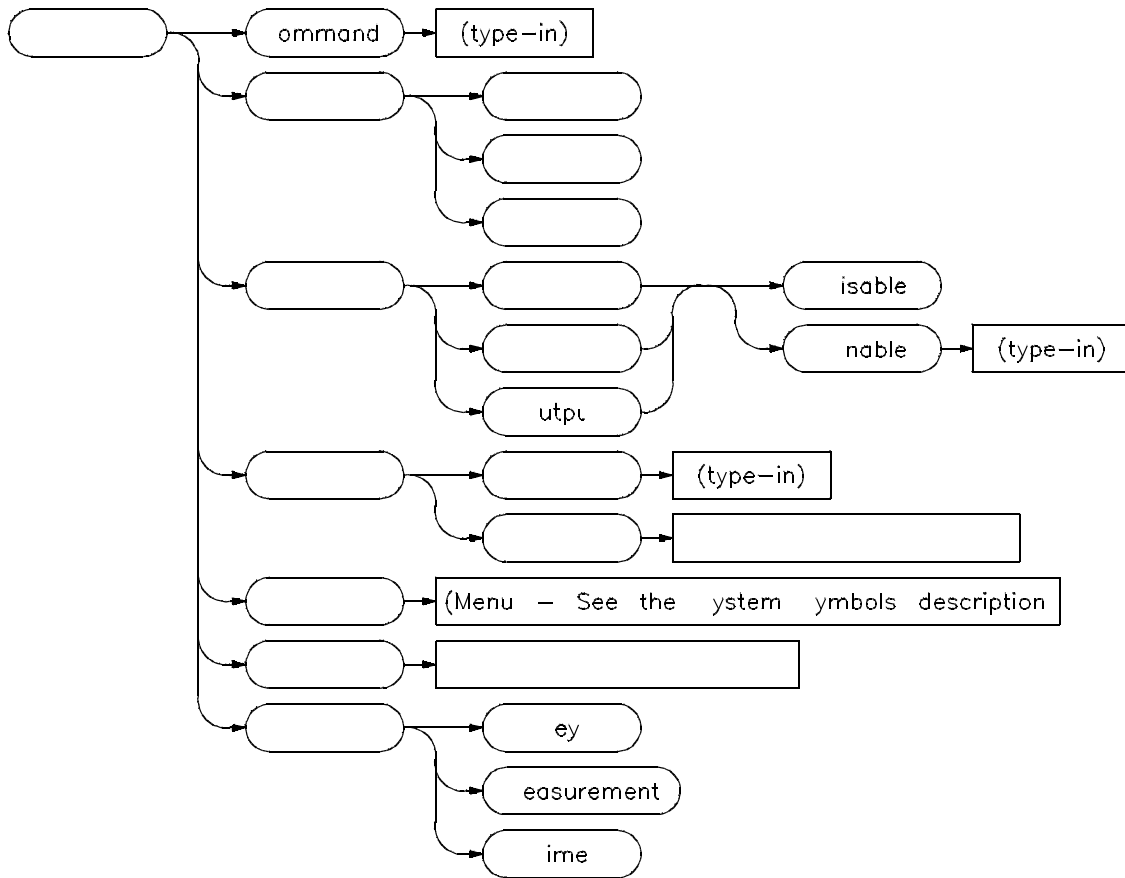 ommand (type-in)
isable
nable (type-in)
utpu
(type-in)
(Menu - See the ystem ymbols description
ey
easurement
ime